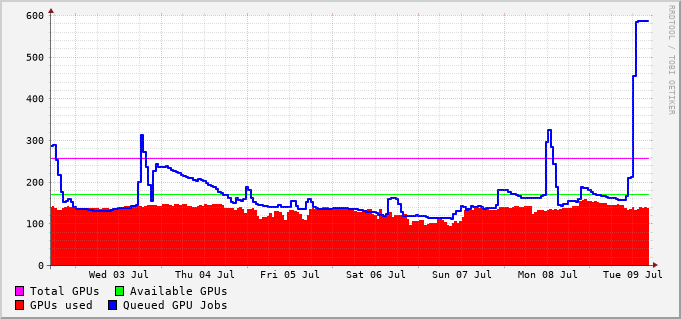 600
500
400
300
200
100
0
Wed 03 Jul Thu 04 Jul Fri 05 Jul Sat 06 Jul Sun 07 Jul Mon 08 Jul Tue 09 Jul
Total GPUs Available GPUs
GPUs used Queued GPU Jobs
RRDTOOL / TOBI OETIKER